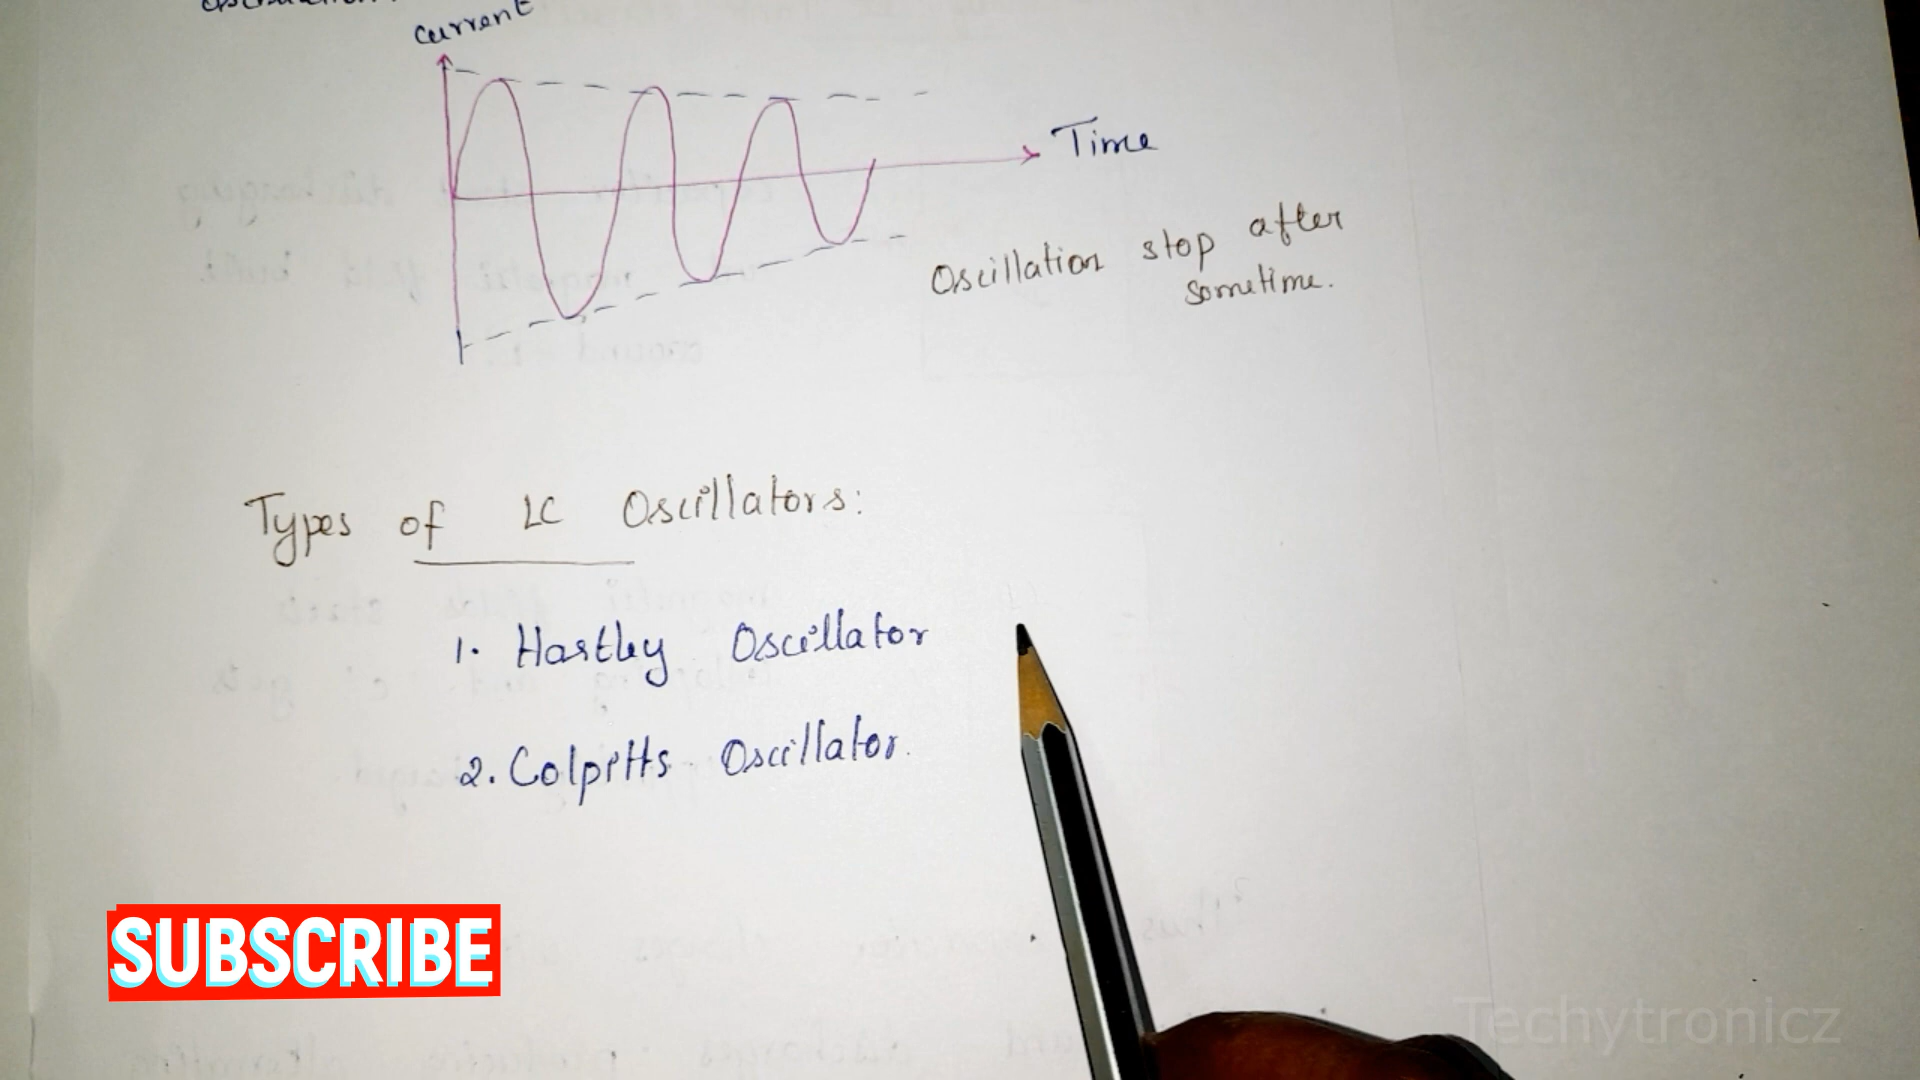 current
Time
Oscillation stop after
sometime.
Types of LC Oscillators:
1. Hartley Oscillator
2. Colpitts Oscillator.
SUBSCRIBE
Techytronicz